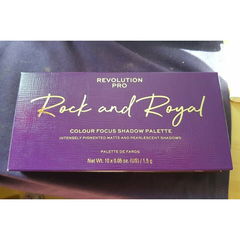 REVOLUTION
PRO
Rock and Royal
COLOUR FOCUS SHADOW PALETTE
INTENSELY PIGMENTED MATTE AND PEARLESCENT SHADOWS
PALETTE DE FARDS
Net Wt. 10 x 0.05 oz. (US) / 1.5 g